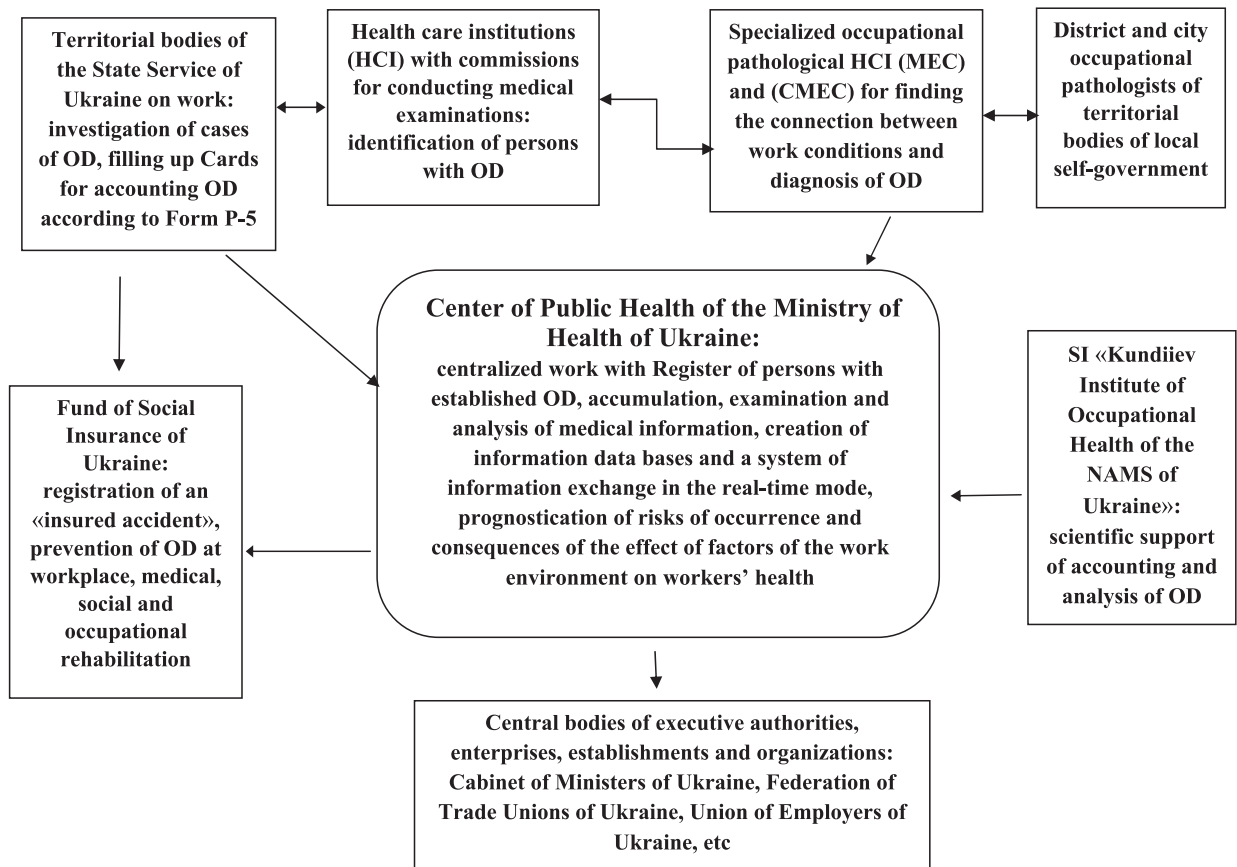 Territorial bodies of
the State Service of
Ukraine on work:
investigation of cases
of OD, filling up Cards
for accounting OD
according to Form P-5
Health care institutions
(HCI) with commissions
for conducting medical
examinations:
identification of persons
with OD
Specialized occupational
pathological HCI (MEC)
and (CMEC) for finding
the connection between
work conditions and
diagnosis of OD
District and city
occupational
pathologists of
territorial
bodies of local
self-government
Center of Public Health of the Ministry of
Health of Ukraine:
centralized work with Register of persons with
established OD, accumulation, examination and
analysis of medical information, creation of
information data bases and a system of
information exchange in the real-time mode,
prognostication of risks of occurrence and
consequences of the effect of factors of the work
environment on workers’ health
SI «Kundiiev
Institute of
Occupational
Health of the
NAMS of
Ukraine»:
scientific support
of accounting and
analysis of OD
Fund of Social
Insurance of
Ukraine:
registration of an
«insured accident»,
prevention of OD at
workplace, medical,
social and
occupational
rehabilitation
Central bodies of executive authorities,
enterprises, establishments and organizations:
Cabinet of Ministers of Ukraine, Federation of
Trade Unions of Ukraine, Union of Employers of
Ukraine, etc